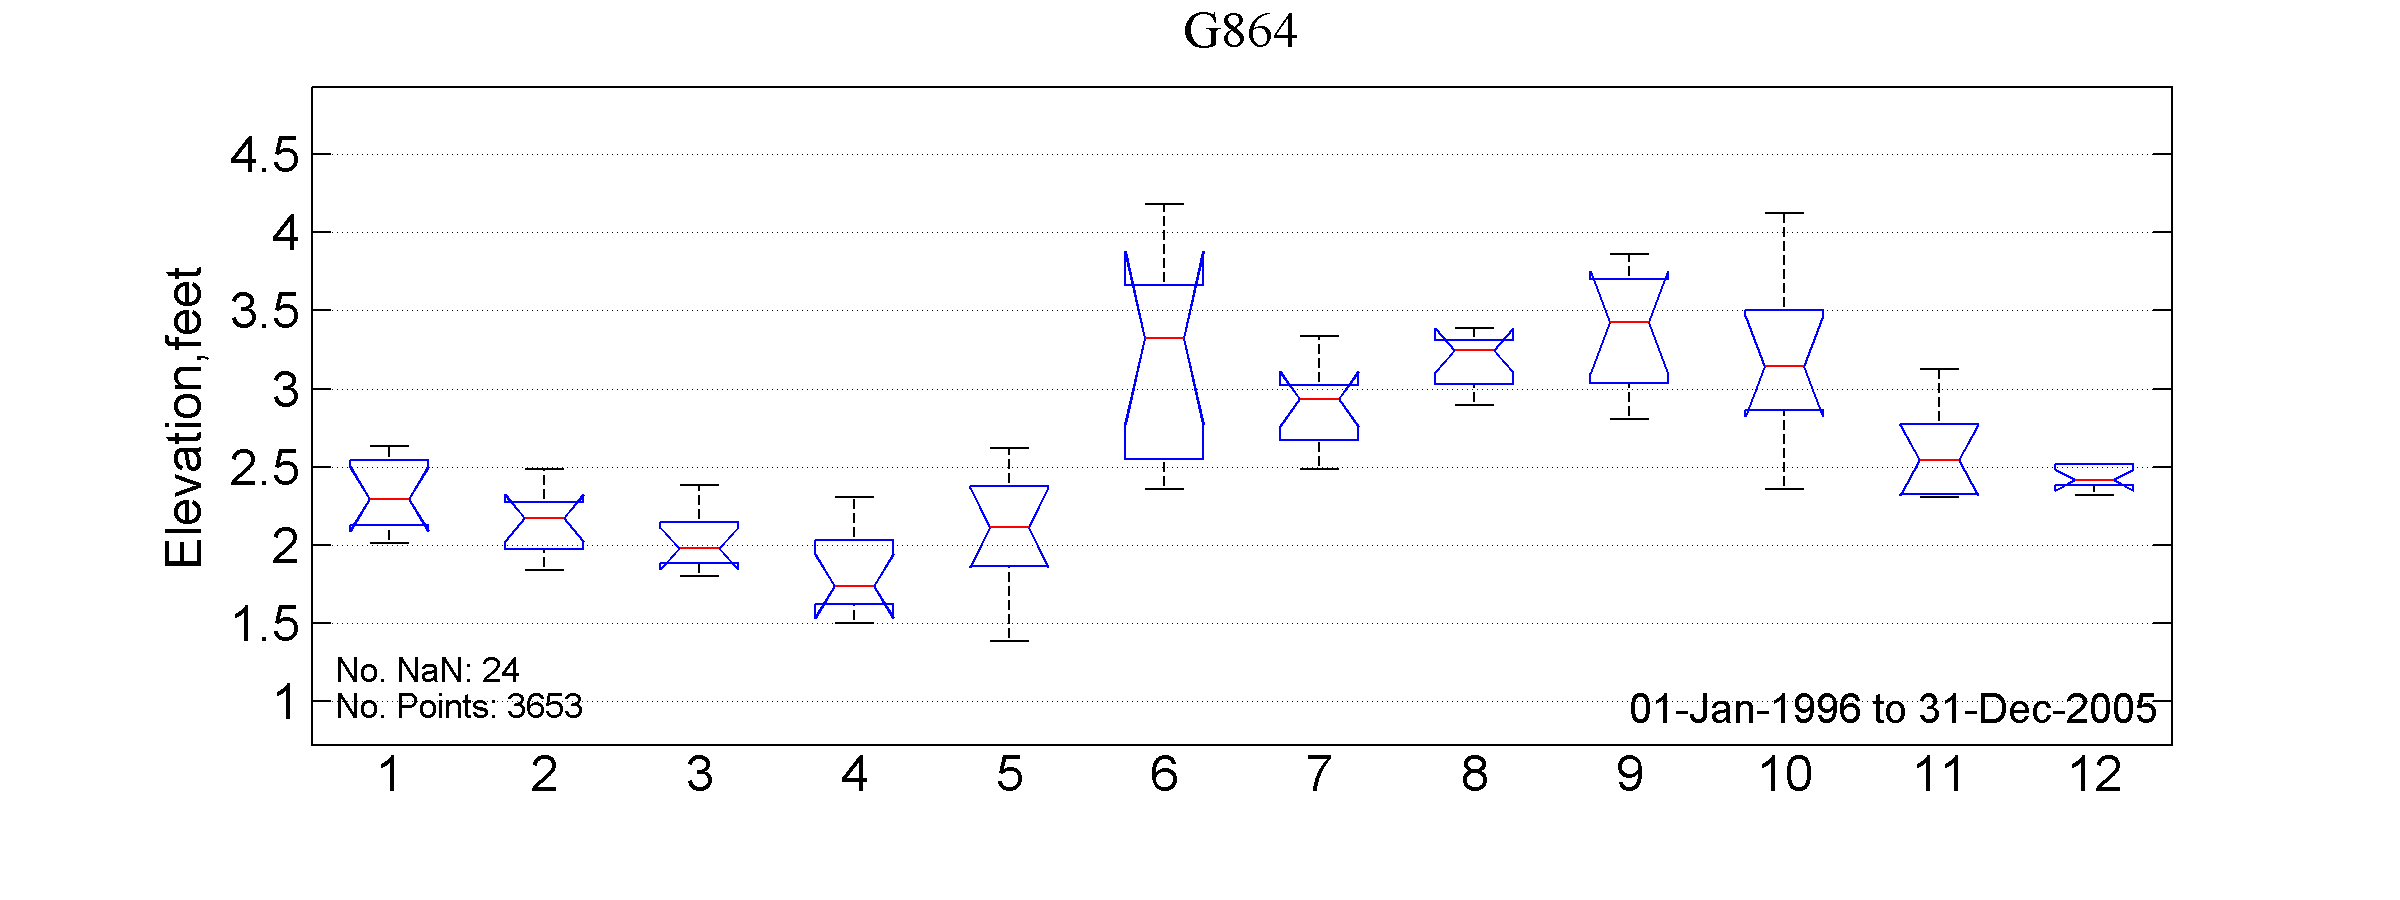 G864
Elevation,feet
4.5
4
3.5
3
2.5
2
1.5
1
No. NaN: 24
No. Points: 3653
01-Jan-1996 to 31-Dec-2005
1 2 3 4 5 6 7 8 9 10 11 12